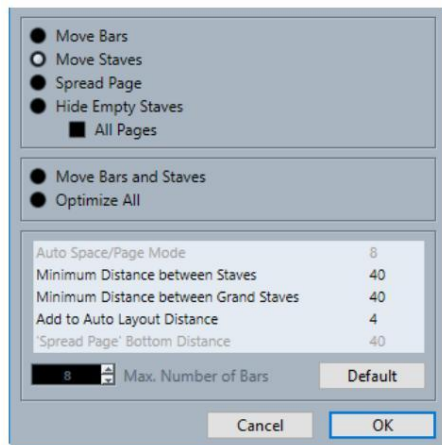 Move Bars
Move Staves
Spread Page
Hide Empty Staves
All Pages
Move Bars and Staves
Optimize All
Auto Space/Page Mode 8
Minimum Distance between Staves 40
Minimum Distance between Grand Staves 40
Add to Auto Layout Distance 4
'Spread Page' Bottom Distance 40
8 Max. Number of Bars Default
Cancel OK